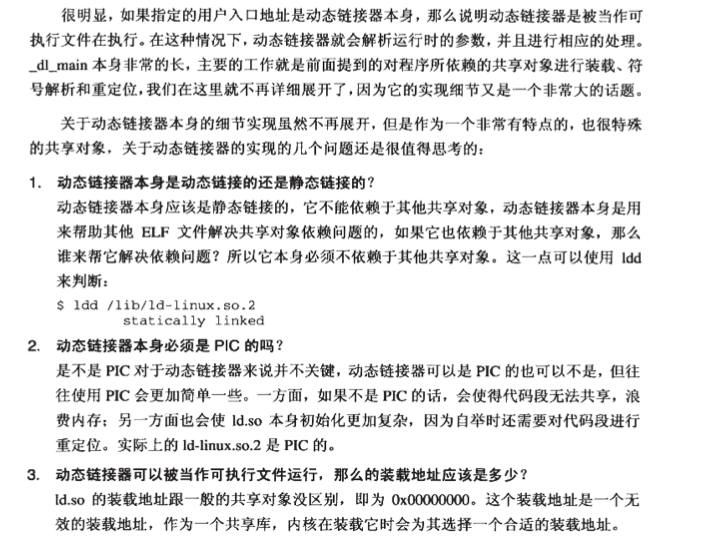 很明显，如果指定的用户入口地址是动态链接器本身，那么说明动态链接器是被当作可
执行文件在执行。在这种情况下，动态链接器就会解析运行时的参数，并且进行相应的处理。
_dl_main 本身非常的长，主要的工作就是前面提到的对程序所依赖的共享对象进行装载、符
号解析和重定位，我们在这里就不再详细展开了，因为它的实现细节又是一个非常大的话题。
关于动态链接器本身的细节实现虽然不再展开，但是作为一个非常有特点的，也很特殊
的共享对象，关于动态链接器的实现的几个问题还是很值得思考的：
1. 动态链接器本身是动态链接的还是静态链接的？
动态链接器本身应该是静态链接的，它不能依赖于其他共享对象，动态链接器本身是用
来帮助其他 ELF 文件解决共享对象依赖问题的，如果它也依赖于其他共享对象，那么
谁来帮它解决依赖问题？所以它本身必须不依赖于其他共享对象。这一点可以使用 ldd
来判断：
$ ldd /lib/ld-linux.so.2
statically linked
2. 动态链接器本身必须是 PIC 的吗？
是不是 PIC 对于动态链接器来说并不关键，动态链接器可以是 PIC 的也可以不是，但往
往使用 PIC 会更加简单一些。一方面，如果不是 PIC 的话，会使得代码段无法共享，浪
费内存；另一方面也会使 ld.so 本身初始化更加复杂，因为自举时还需要对代码段进行
重定位。实际上的 ld-linux.so.2 是 PIC 的。
3. 动态链接器可以被当作可执行文件运行，那么的装载地址应该是多少？
ld.so 的装载地址跟一般的共享对象没区别，即为 0x00000000。这个装载地址是一个无
效的装载地址，作为一个共享库，内核在装载它时会为其选择一个合适的装载地址。